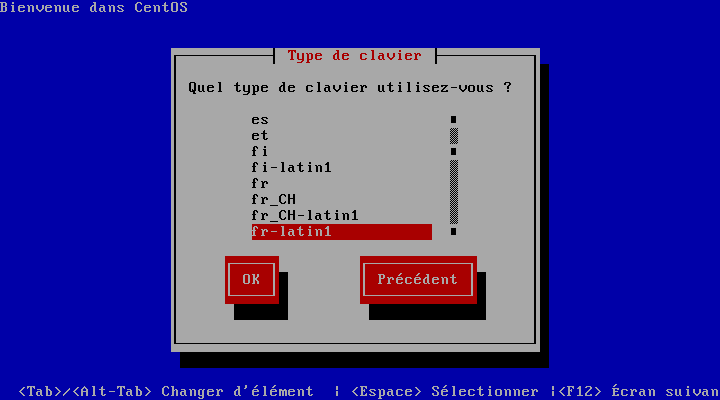 Bienvenue dans CentOS
Type de clavier
Quel type de clavier utilisez-vous ?
es
et
fi
fi-latin1
fr
fr_CH
fr_CH-latin1
fr-latin1
OK Précédent
<Tab>/<Alt-Tab> Changer d'élément | <Espace> Sélectionner |<F12> Écran suivan